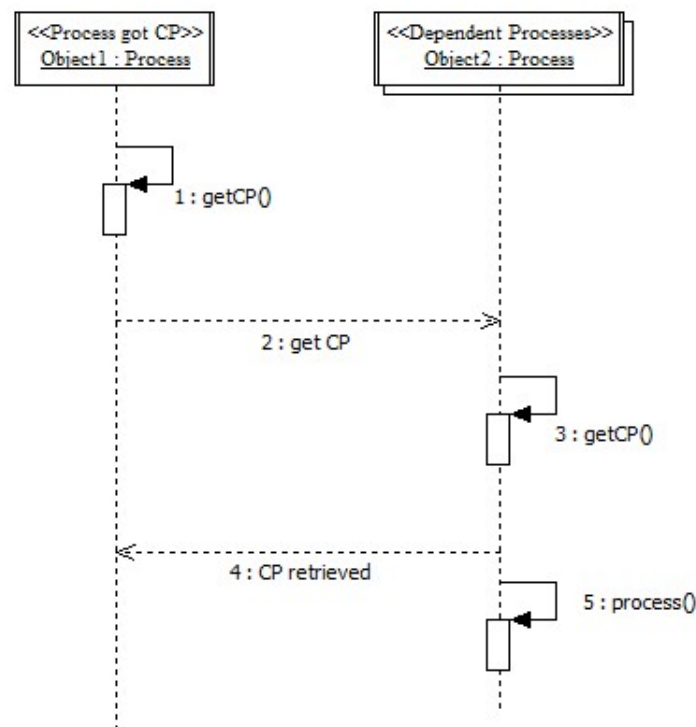 <<Process got CP>>
Object1 : Process
<<Dependent Processes>>
Object2 : Process
1 : getCP()
2 : get CP
3 : getCP()
4 : CP retrieved
5 : process()